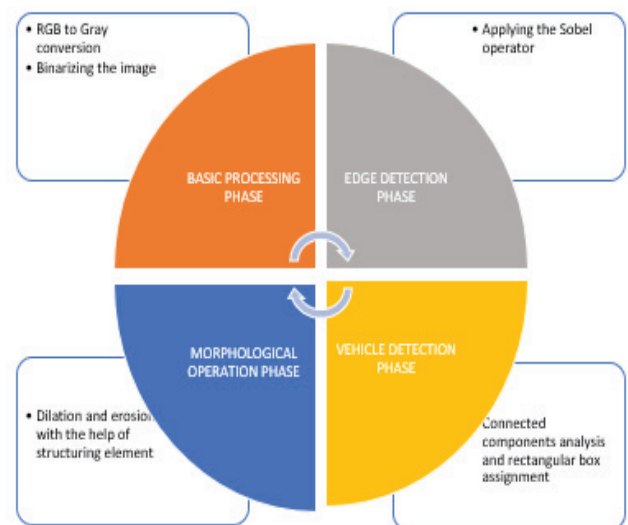 • RGB to Gray
conversion
• Binarizing the image
• Applying the Sobel
operator
BASIC PROCESSING
PHASE
EDGE DETECTION
PHASE
MORPHOLOGICAL
OPERATION PHASE
VEHICLE DETECTION
PHASE
• Dilation and erosion
with the help of
structuring element
Connected
components analysis
and rectangular box
assignment